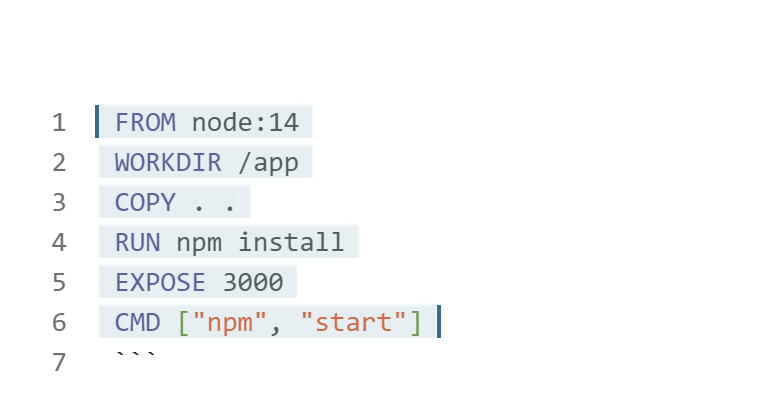 1 FROM node:14
2 WORKDIR /app
3 COPY . .
4 RUN npm install
5 EXPOSE 3000
6 CMD ["npm", "start"]
7 ```